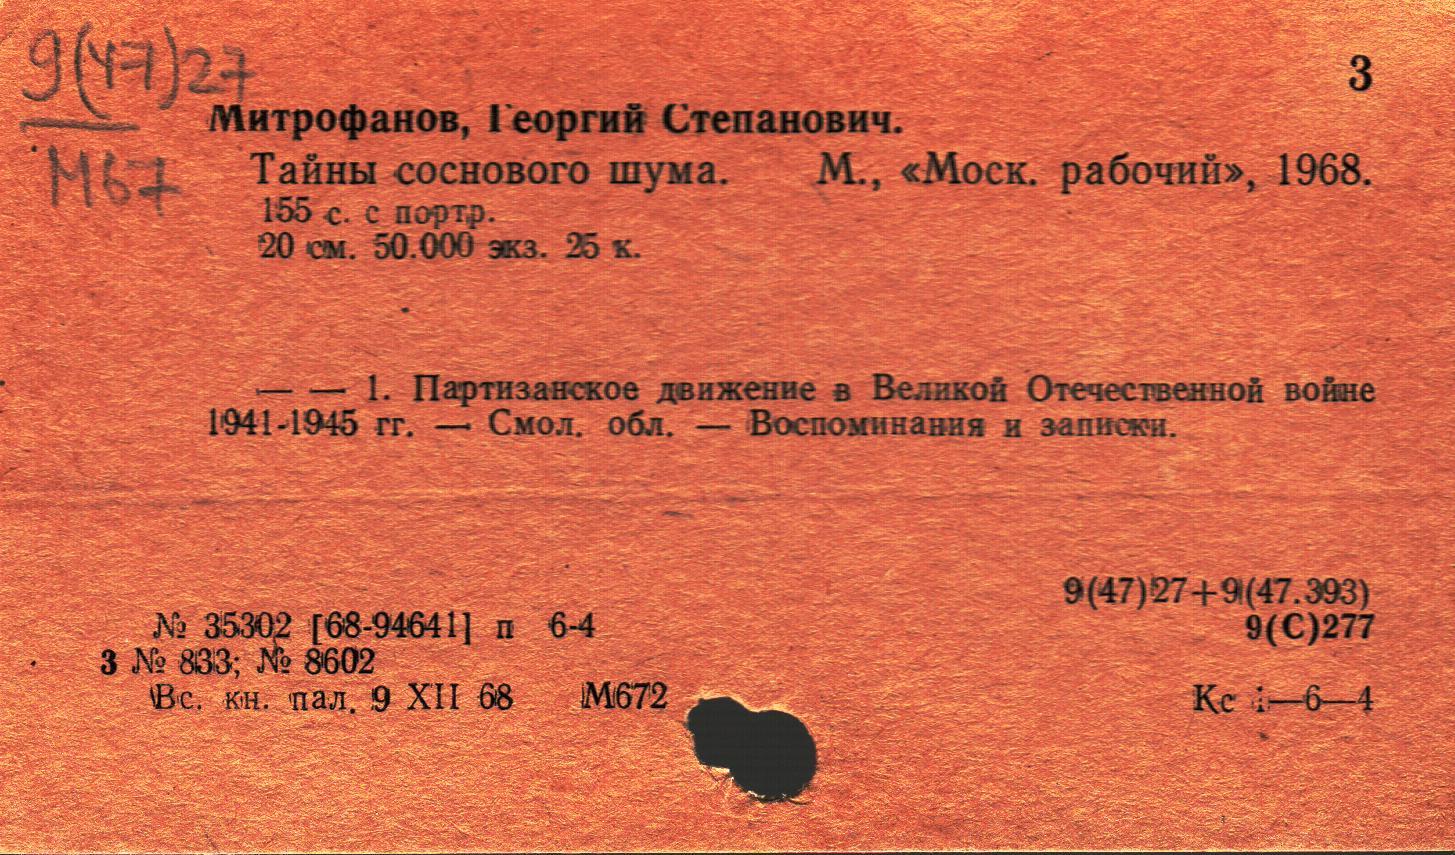 9(47)27
М67
3
Митрофанов, Георгий Степанович.
Тайны соснового шума. М., «Моск. рабочий», 1968.
155 с. с портр.
20 см. 50.000 экз. 25 к.
— — 1. Партизанское движение в Великой Отечественной войне
1941-1945 гг. — Смол. обл. — Воспоминания и записки.
9(47)27+9(47.393)
№ 35302 [68-94641] п 6-4
9(С)277
3 № 833; № 8602
Вс. кн. пал. 9 XII 68 М672
Кс 1—6—4